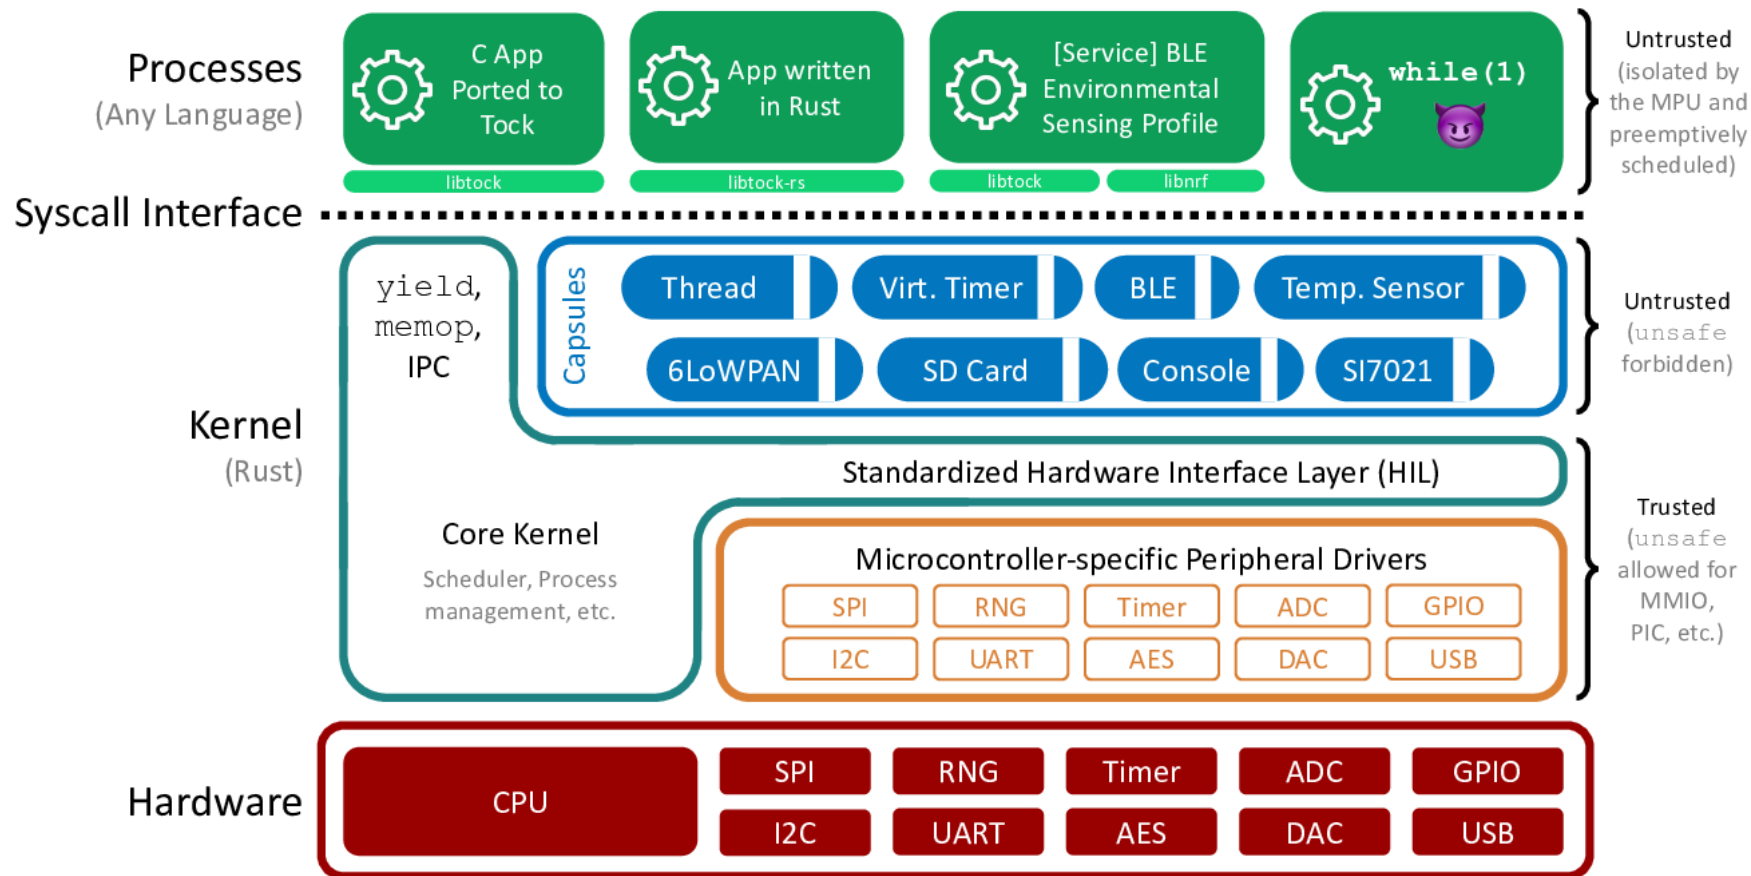 Processes
(Any Language)
C App
Ported to
Tock
libtock
App written
in Rust
libtock-rs
[Service] BLE
Environmental
Sensing Profile
libtock
libnrf
while(1)
Untrusted
(isolated by
the MPU and
preemptively
scheduled)
Syscall Interface
Kernel
(Rust)
yield,
memop,
IPC
Capsules
Thread
Virt. Timer
BLE
Temp. Sensor
6LoWPAN
SD Card
Console
SI7021
Untrusted
(unsafe
forbidden)
Standardized Hardware Interface Layer (HIL)
Core Kernel
Scheduler, Process
management, etc.
Microcontroller-specific Peripheral Drivers
SPI
RNG
Timer
ADC
GPIO
I2C
UART
AES
DAC
USB
Trusted
(unsafe
allowed for
MMIO,
PIC, etc.)
Hardware
CPU
SPI
RNG
Timer
ADC
GPIO
I2C
UART
AES
DAC
USB